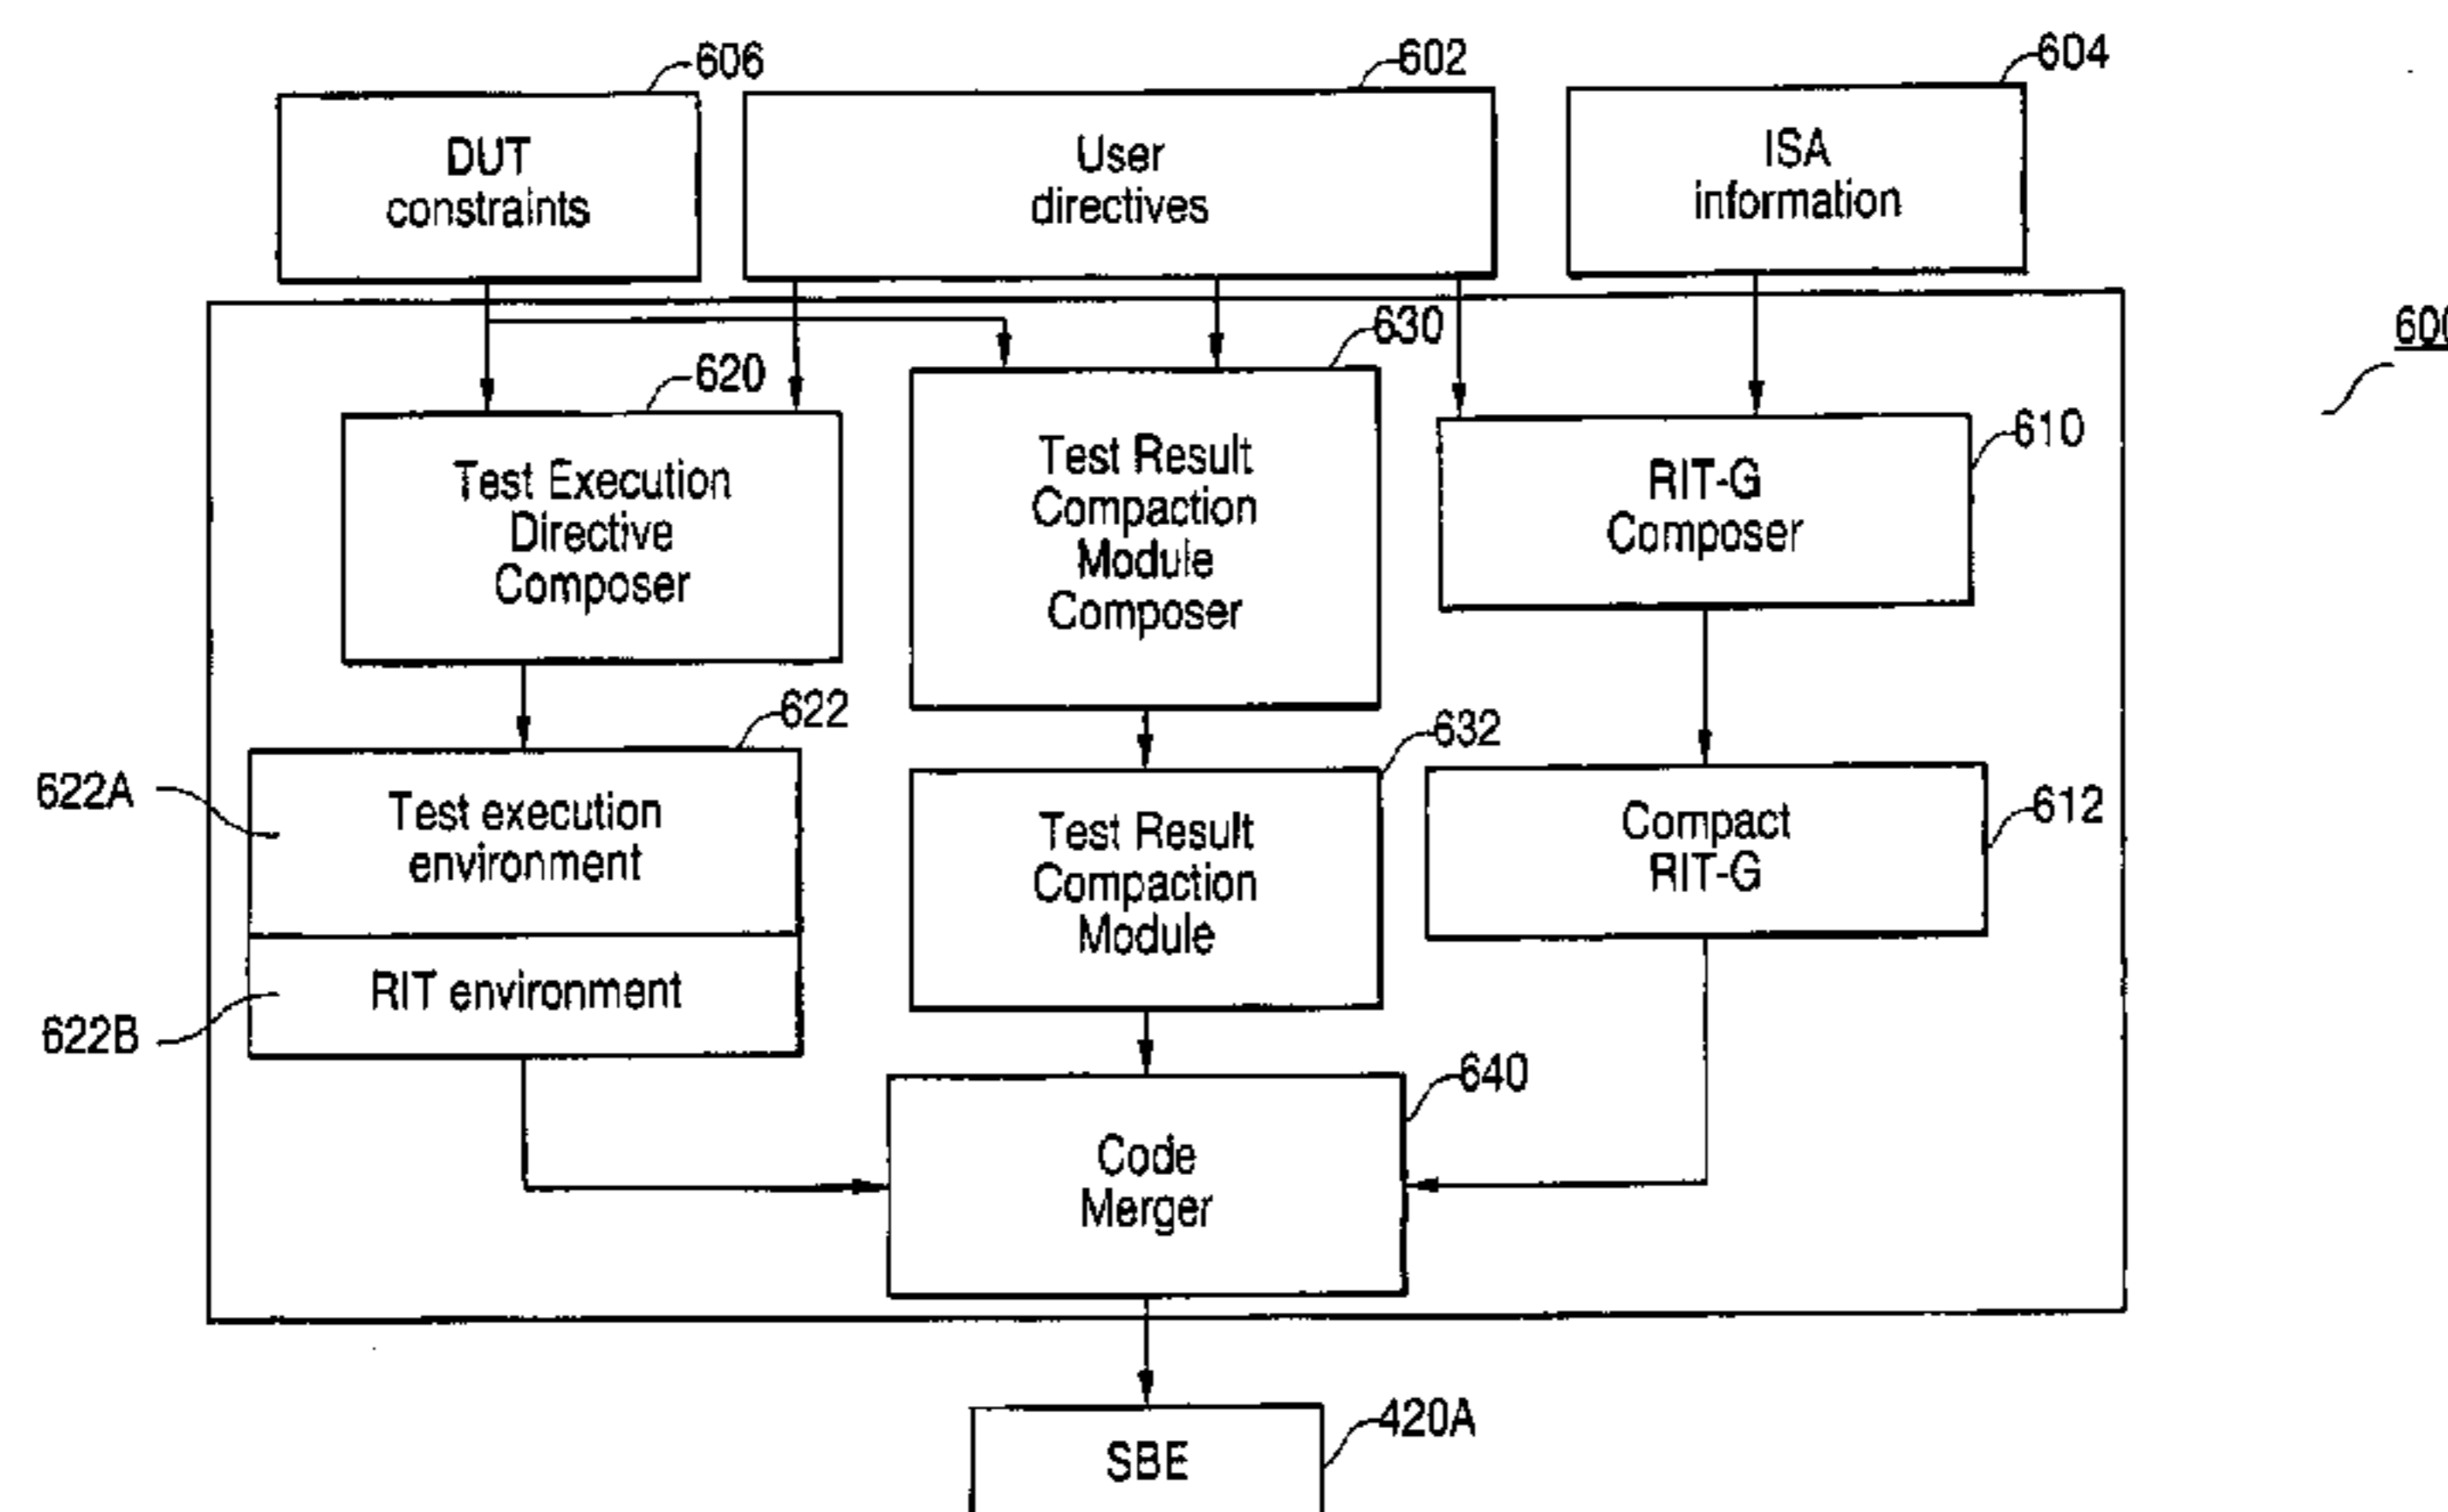 606
602
604
DUT
constraints
User
directives
ISA
information
600
630
620
610
Test Execution
Directive
Composer
Test Result
Compaction
Module
Composer
RIT-G
Composer
622
632
622A
Test execution
environment
Test Result
Compaction
Module
Compact
RIT-G
612
RIT environment
622B
640
Code
Merger
420A
SBE